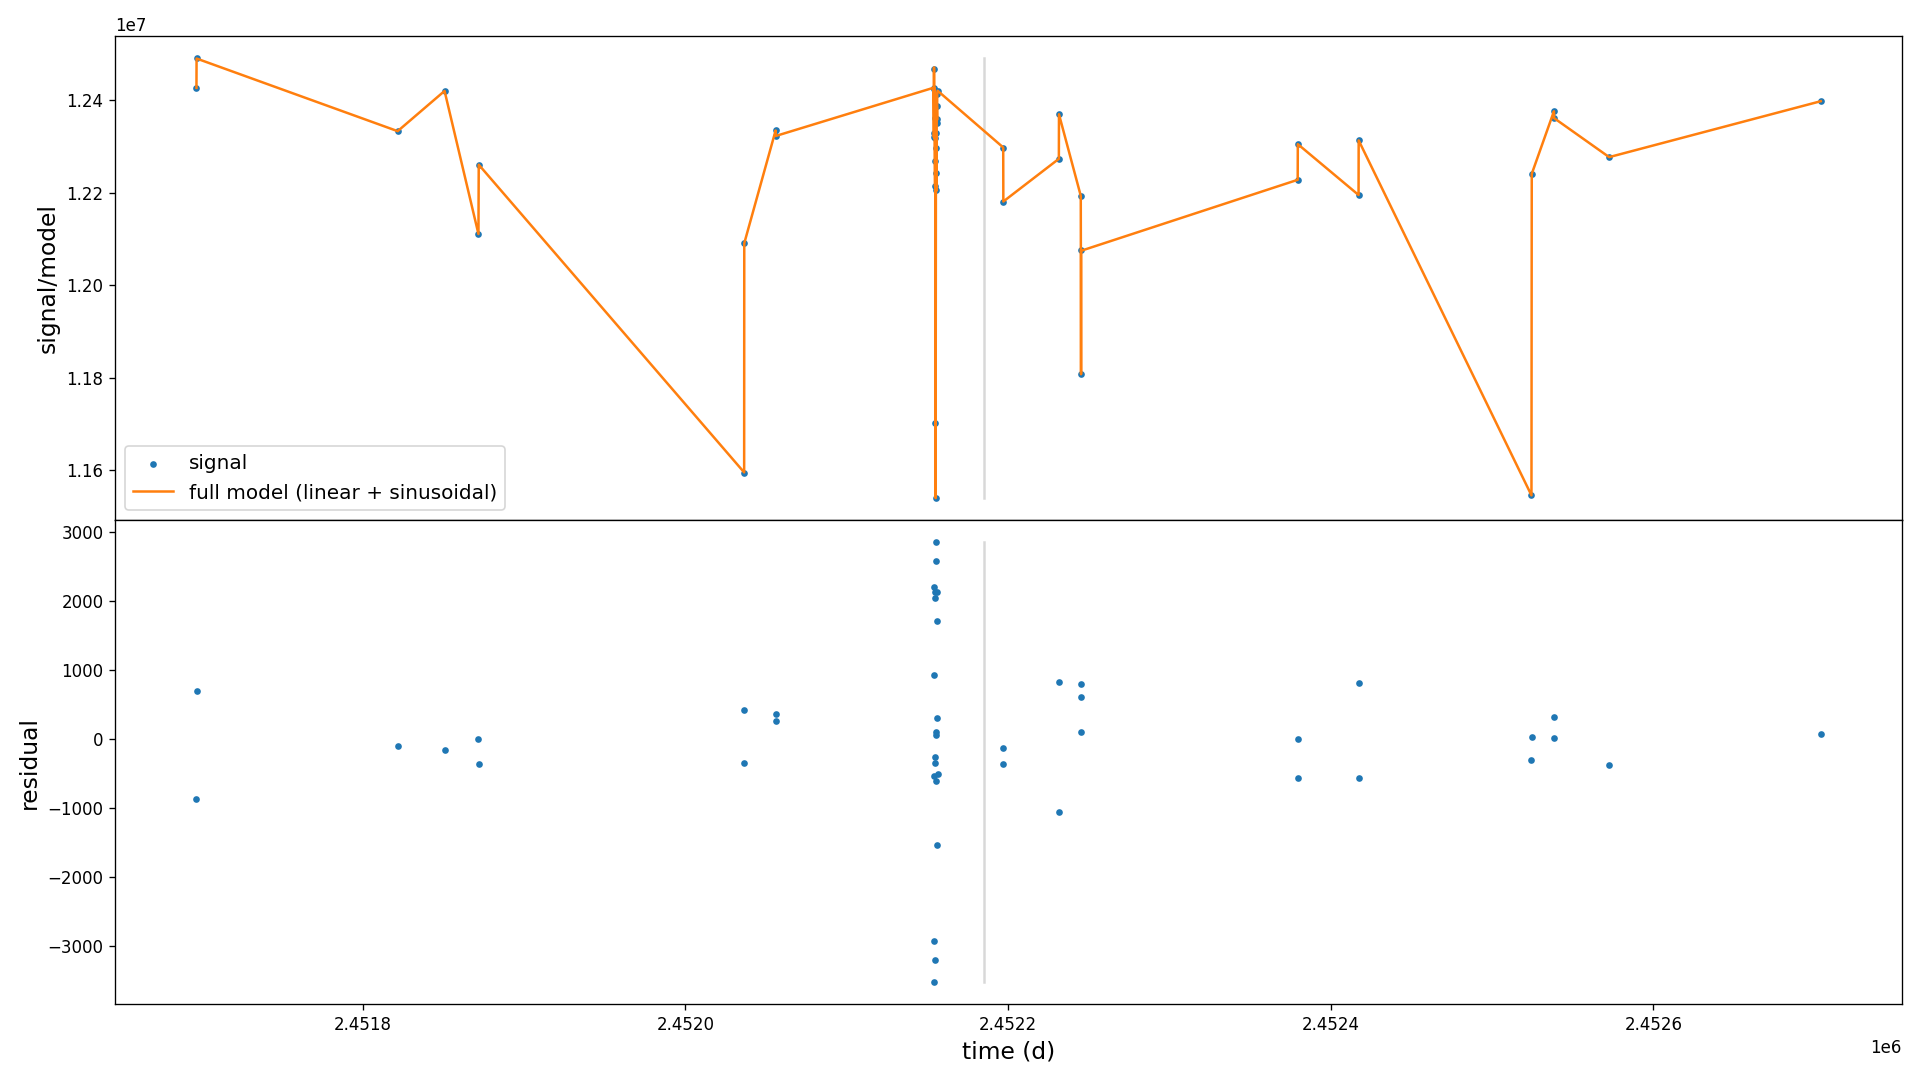 1e7
1.24
1.22
1.20
1.18
1.16
signal/model
signal
full model (linear + sinusoidal)
3000
2000
1000
0
−1000
−2000
−3000
residual
2.4518
2.4520
2.4522
2.4524
2.4526
1e6
time (d)